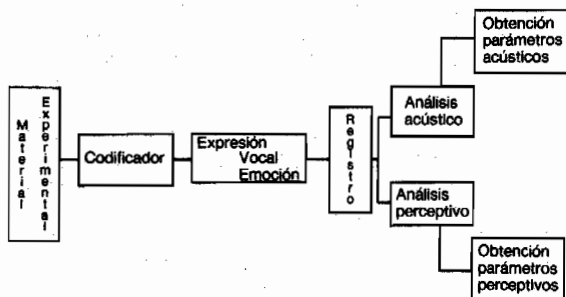 Material
Experimental
Codificador
Expresión
Vocal
Emoción
Registro
Análisis
acústico
Obtención
parámetros
acústicos
Análisis
perceptivo
Obtención
parámetros
perceptivos